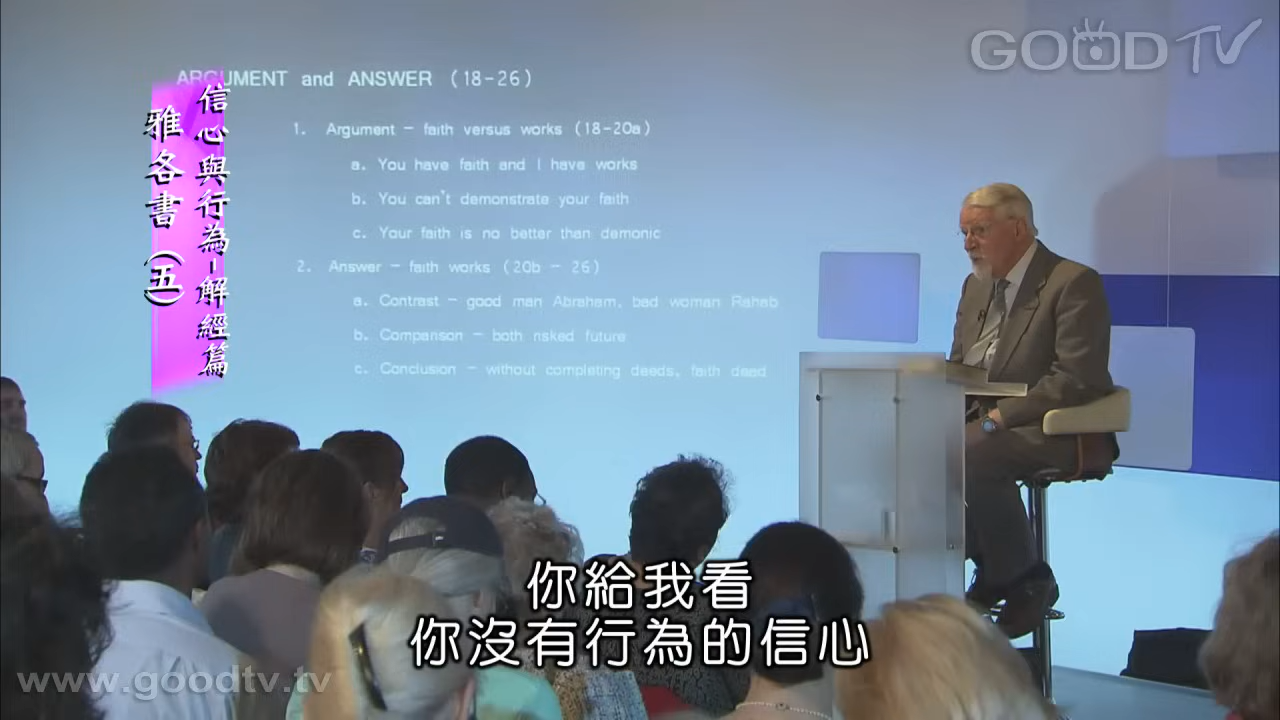 GOOD TV
ARGUMENT and ANSWER (18-26)
1. Argument - faith versus works (18-20a)
a. You have faith and I have works
b. You can't demonstrate your faith
c. Your faith is no better than demonic
2. Answer - faith works (20b - 26)
a. Contrast - good man Abraham, bad woman Rahab
b. Comparison - both risked future
c. Conclusion - without completing deeds, faith dead
信心與行為-解經篇
雅各書(五)
你給我看
你沒有行為的信心
www.goodtv.tv